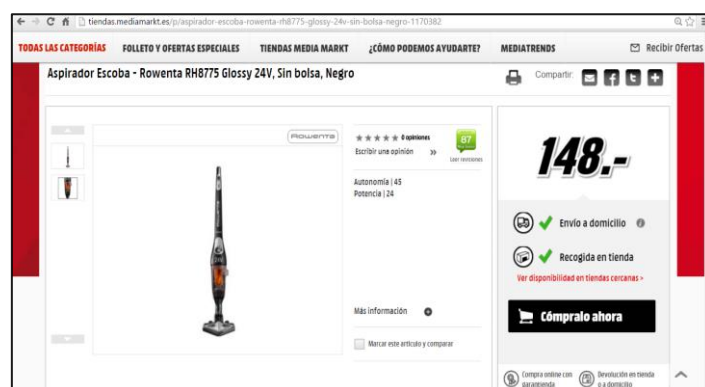 tiendas.mediamarkt.es/p/aspirador-escoba-rowenta-rh8775-glossy-24v-sin-bolsa-negro-1170382
TODAS LAS CATEGORÍAS FOLLETO Y OFERTAS ESPECIALES TIENDAS MEDIA MARKT ¿CÓMO PODEMOS AYUDARTE? MEDIATRENDS Recibir Ofertas
Aspirador Escoba - Rowenta RH8775 Glossy 24V, Sin bolsa, Negro
Compartir:
Rowenta
0 opiniones
87
Escribir una opinión »
Leer revisiones
Autonomía | 45
Potencia | 24
148.-
Envío a domicilio
Recogida en tienda
Ver disponibilidad en tiendas cercanas >
Más información
Cómpralo ahora
Marcar este artículo y comparar
Compra online con
Devolución en tienda
o a domicilio